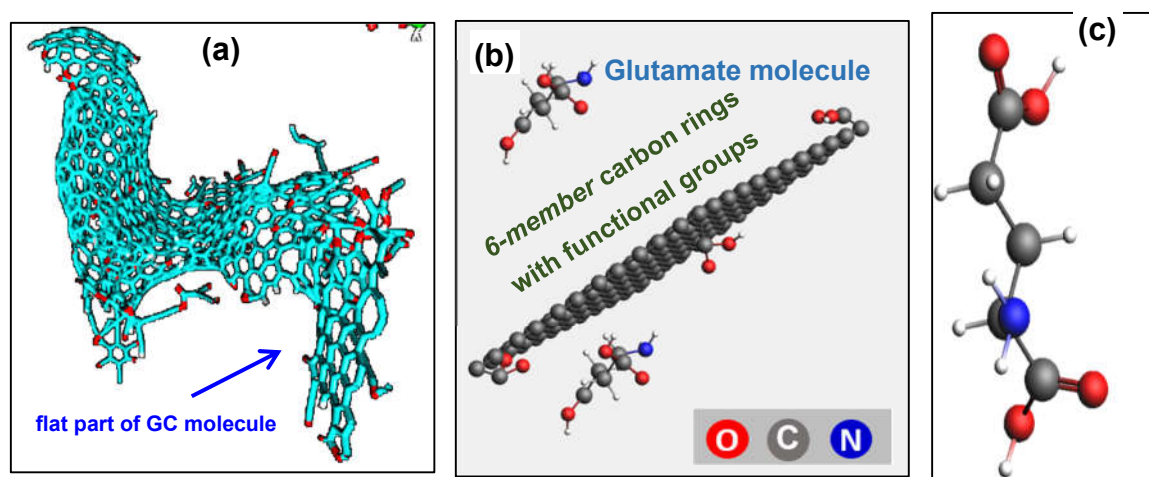 (a)
flat part of GC molecule
(b)
Glutamate molecule
6-member carbon rings
with functional groups
O C N
(c)